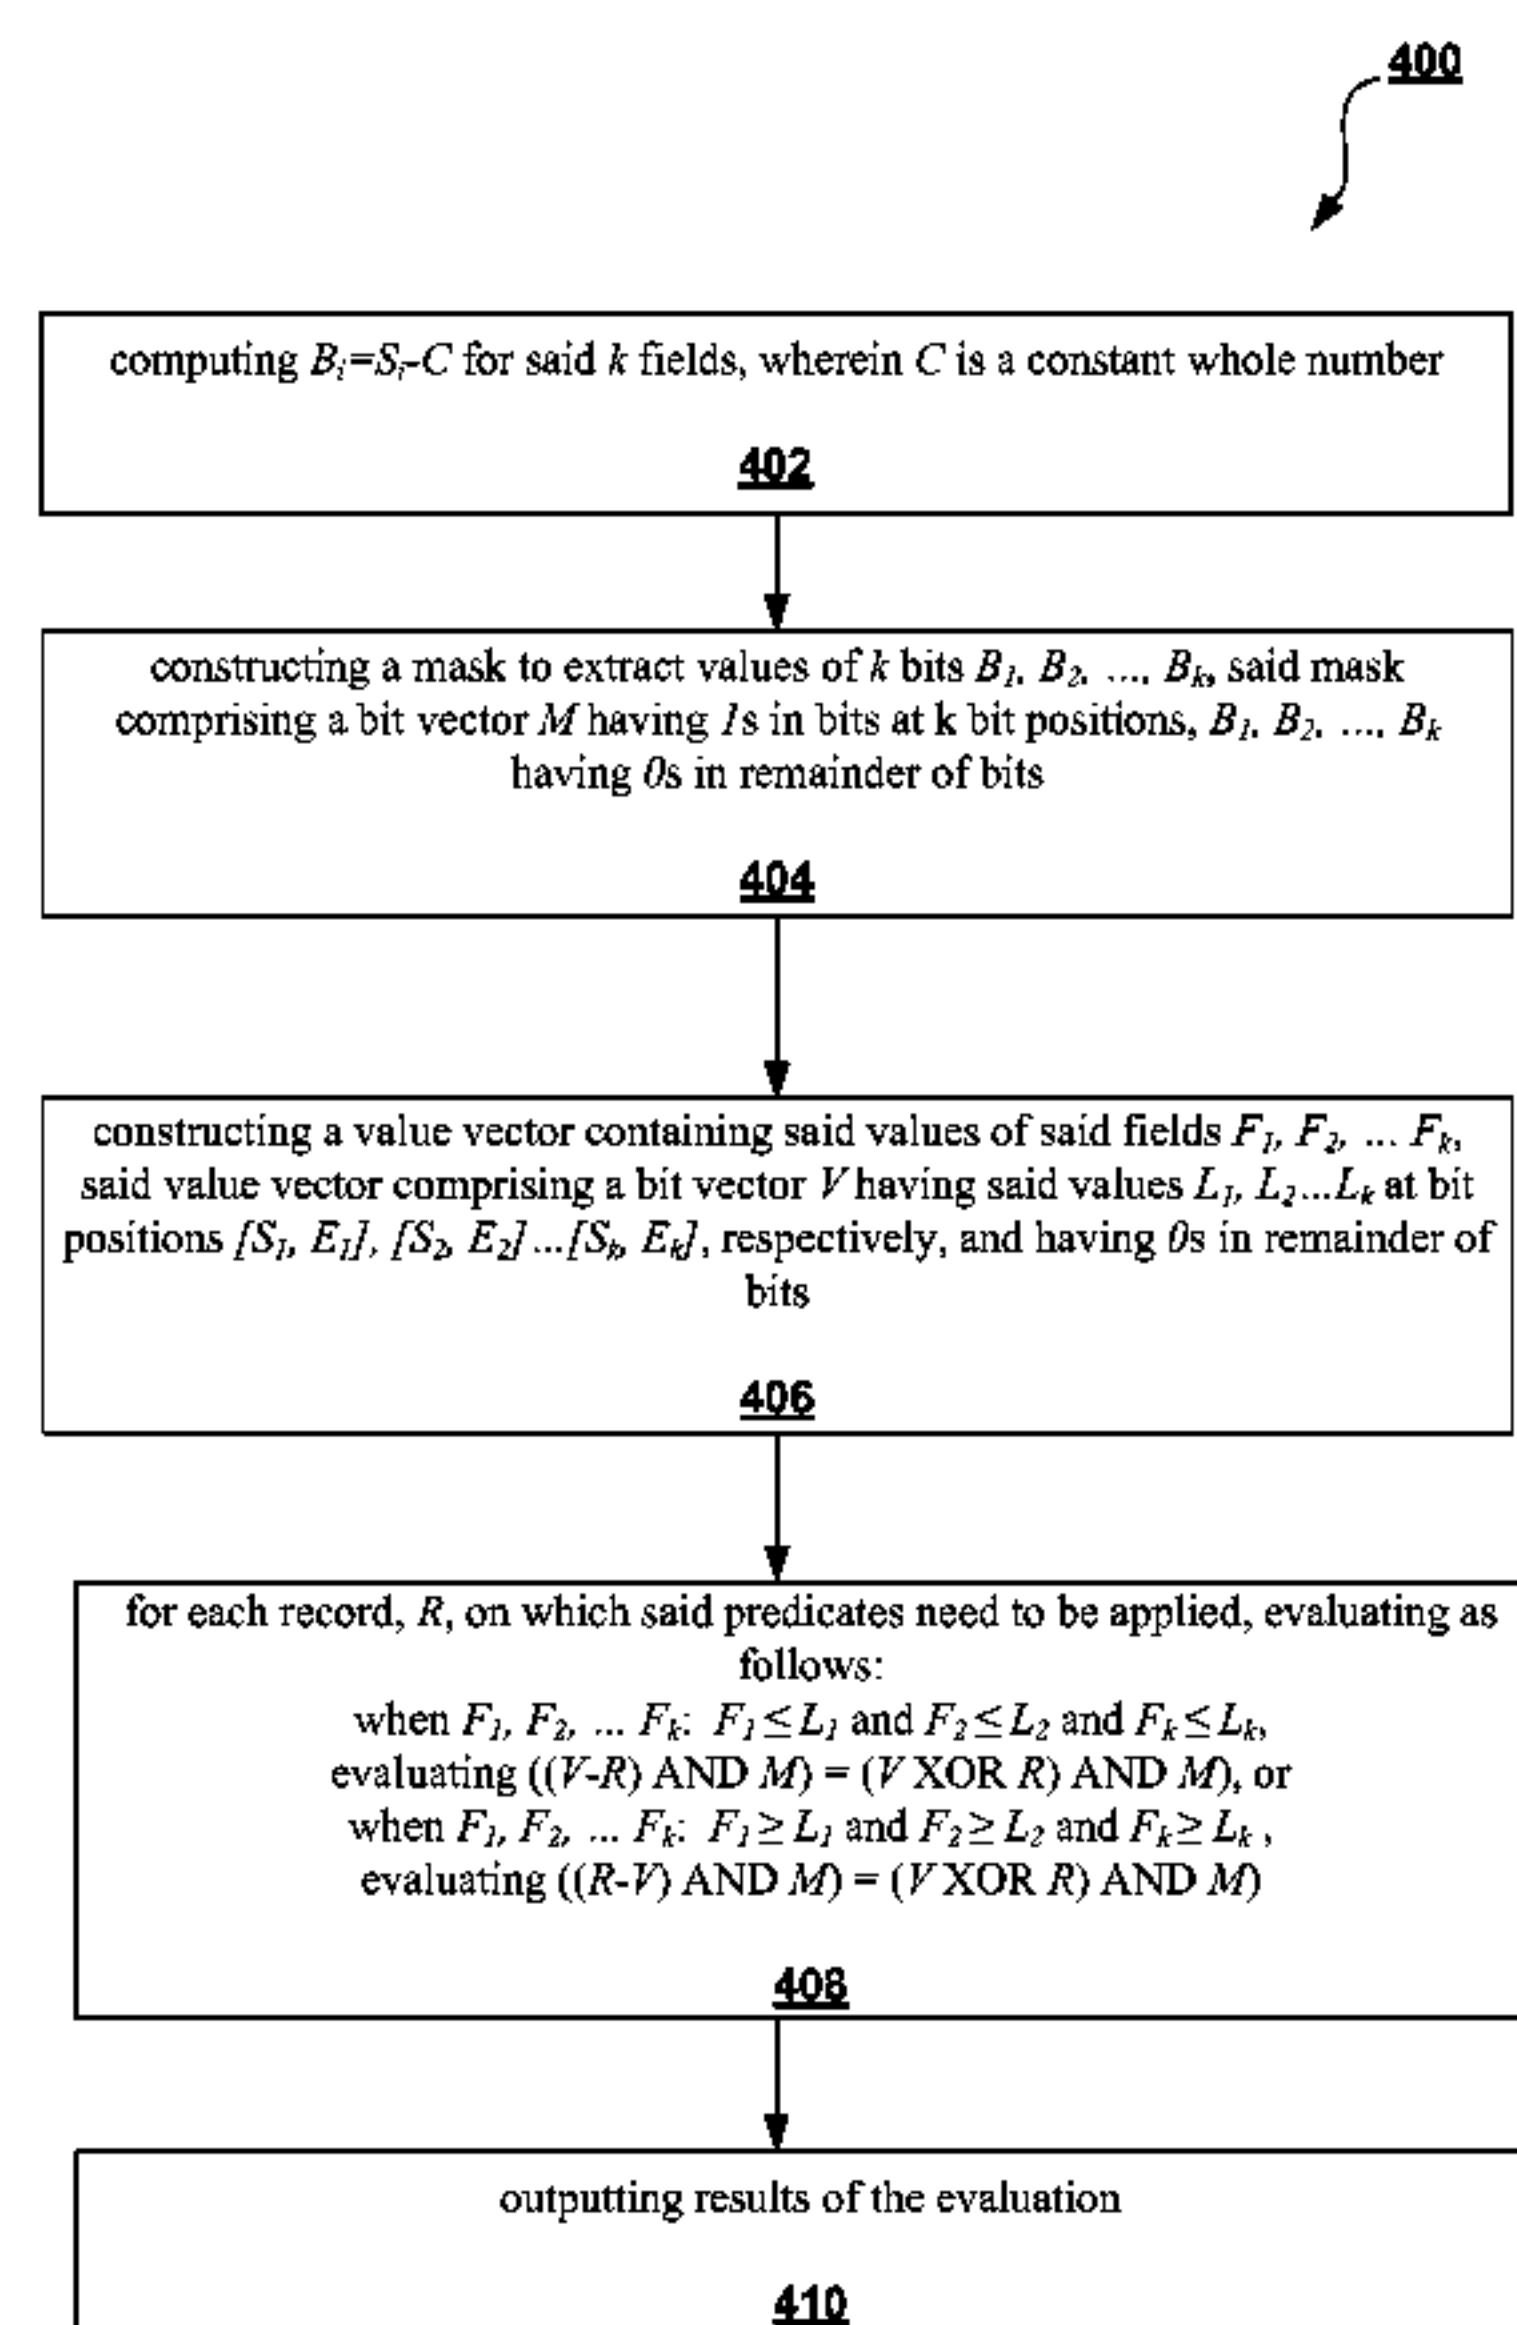 400
computing Bᵢ=Sᵢ-C for said k fields, wherein C is a constant whole number
402
constructing a mask to extract values of k bits B₁, B₂, ..., Bₖ, said mask
comprising a bit vector M having 1s in bits at k bit positions, B₁, B₂, ..., Bₖ
having 0s in remainder of bits
404
constructing a value vector containing said values of said fields F₁, F₂, ... Fₖ,
said value vector comprising a bit vector V having said values L₁, L₂...Lₖ at bit
positions [S₁, E₁], [S₂, E₂]...[Sₖ, Eₖ], respectively, and having 0s in remainder of
bits
406
for each record, R, on which said predicates need to be applied, evaluating as
follows:
when F₁, F₂, ... Fₖ: F₁≤L₁ and F₂≤L₂ and Fₖ≤Lₖ,
evaluating ((V-R) AND M) = (V XOR R) AND M), or
when F₁, F₂, ... Fₖ: F₁≥L₁ and F₂≥L₂ and Fₖ≥Lₖ ,
evaluating ((R-V) AND M) = (V XOR R) AND M)
408
outputting results of the evaluation
410